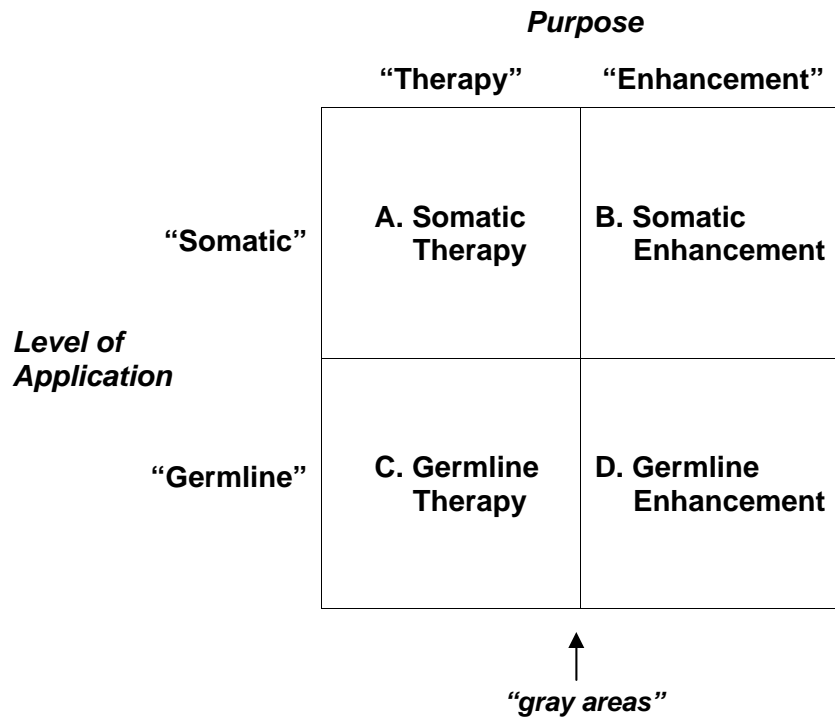 Purpose
“Therapy” “Enhancement”
A. Somatic
Therapy
B. Somatic
Enhancement
“Somatic”
Level of
Application
“Germline”
C. Germline
Therapy
D. Germline
Enhancement
“gray areas”